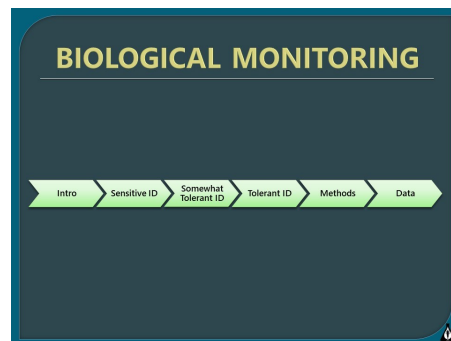 BIOLOGICAL MONITORING
Intro
Sensitive ID
Somewhat
Tolerant ID
Tolerant ID
Methods
Data